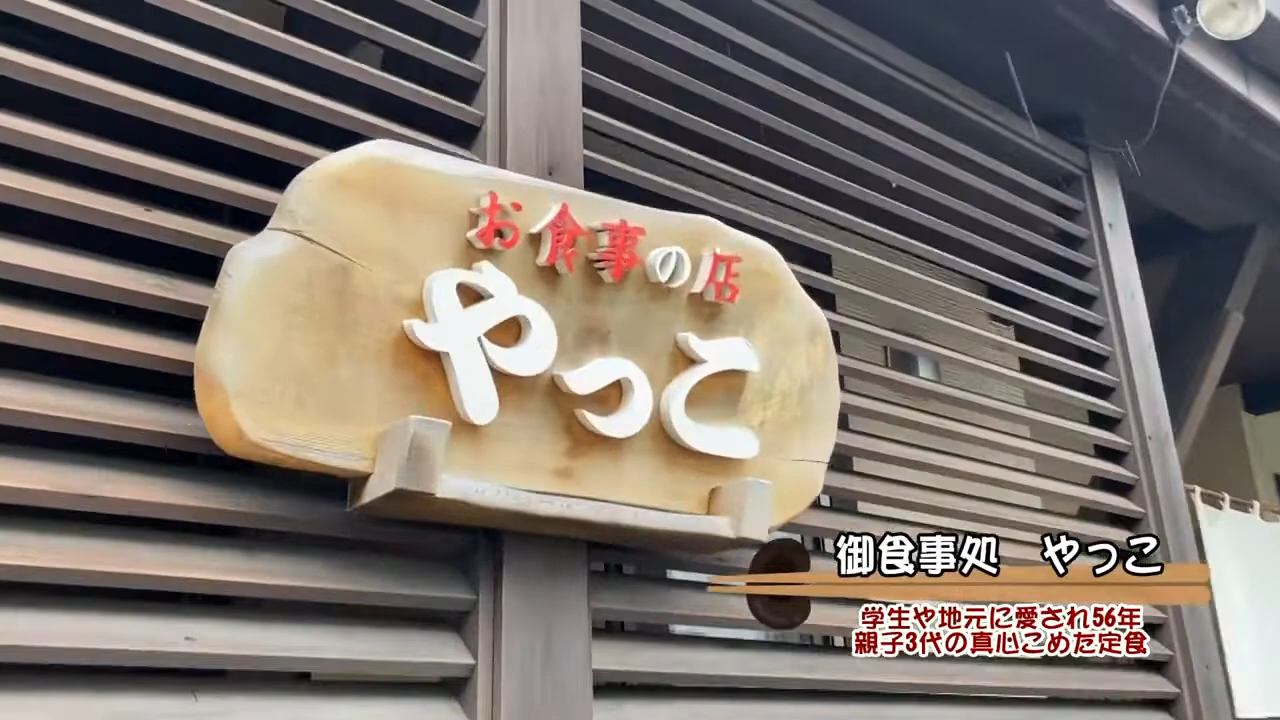 お食事の店
やっこ
御食事処　やっこ
学生や地元に愛され56年
親子3代の真心こめた定食